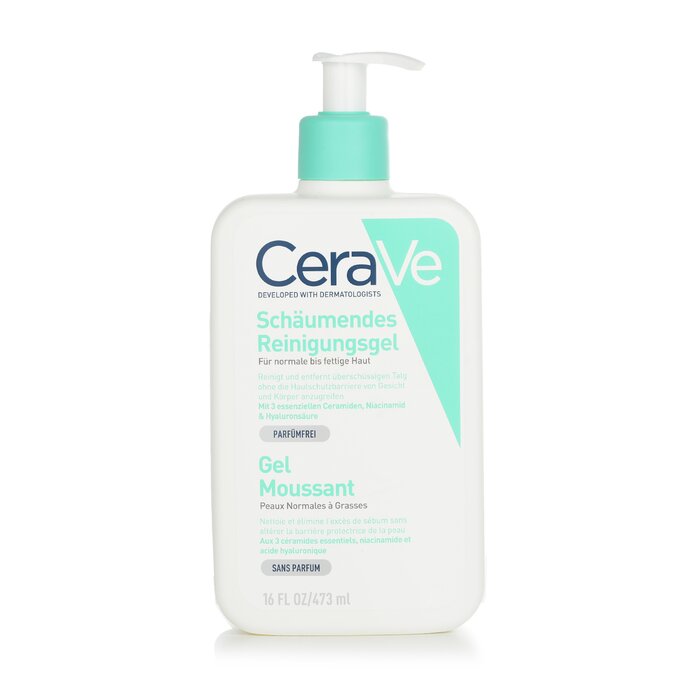 CeraVe
DEVELOPED WITH DERMATOLOGISTS
Schäumendes
Reinigungsgel
Für normale bis fettige Haut
Reinigt und entfernt überschüssigen Talg
ohne die Hautschutzbarriere von Gesicht
und Körper anzugreifen
Mit 3 essenziellen Ceramiden, Niacinamid
& Hyaluronsäure
PARFÜMFREI
Gel
Moussant
Peaux Normales à Grasses
Nettoie et élimine l'excès de sébum sans
altérer la barrière protectrice de la peau
Aux 3 céramides essentiels, niacinamide et
acide hyaluronique
SANS PARFUM
16 FL OZ/473 ml